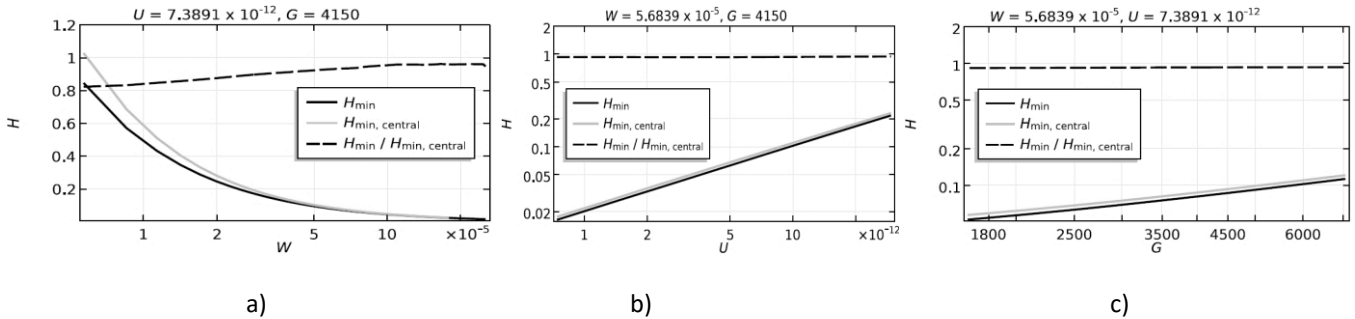 U = 7.3891 x 10⁻¹², G = 4150
1.2
1
0.8
0.6
0.4
0.2
H
H_min
H_min, central
H_min / H_min, central
1 2 5 10 ×10⁻⁵
W
a)
W = 5.6839 x 10⁻⁵, G = 4150
2
1
0.5
0.2
0.1
0.05
0.02
H
H_min
H_min, central
H_min / H_min, central
1 2 5 10 ×10⁻¹²
U
b)
W = 5.6839 x 10⁻⁵, U = 7.3891 x 10⁻¹²
2
1
0.5
0.1
H
H_min
H_min, central
H_min / H_min, central
1800 2500 3500 4500 6000
G
c)